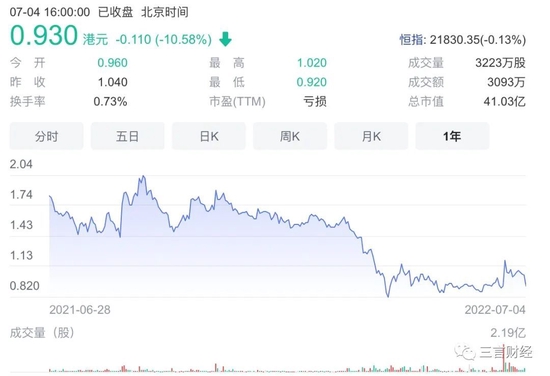 07-04 16:00:00 已收盘 北京时间
0.930 港元 -0.110 (-10.58%) 恒指: 21830.35(-0.13%)
今 开 0.960 最 高 1.020 成交量 3223万股
昨 收 1.040 最 低 0.920 成交额 3093万
换手率 0.73% 市盈(TTM) 亏损 总市值 41.03亿
分时 五日 日K 周K 月K 1年
2.04
1.74
1.43
1.13
0.820
2021-06-28 2022-07-04
成交量（股） 2.19亿
三言财经